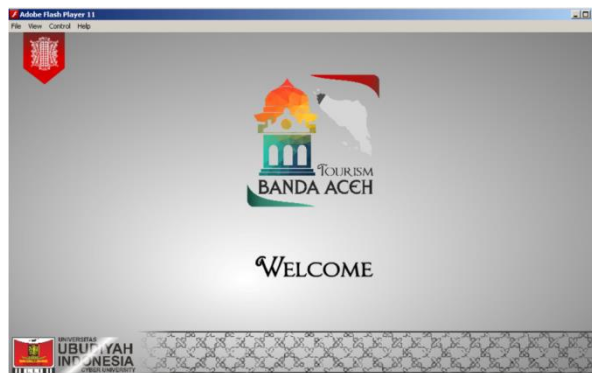 Adobe Flash Player 11
File View Control Help
TOURISM
BANDA ACEH
WELCOME
UNIVERSITAS
UBUDIYAH
INDONESIA
CYBER UNIVERSITY